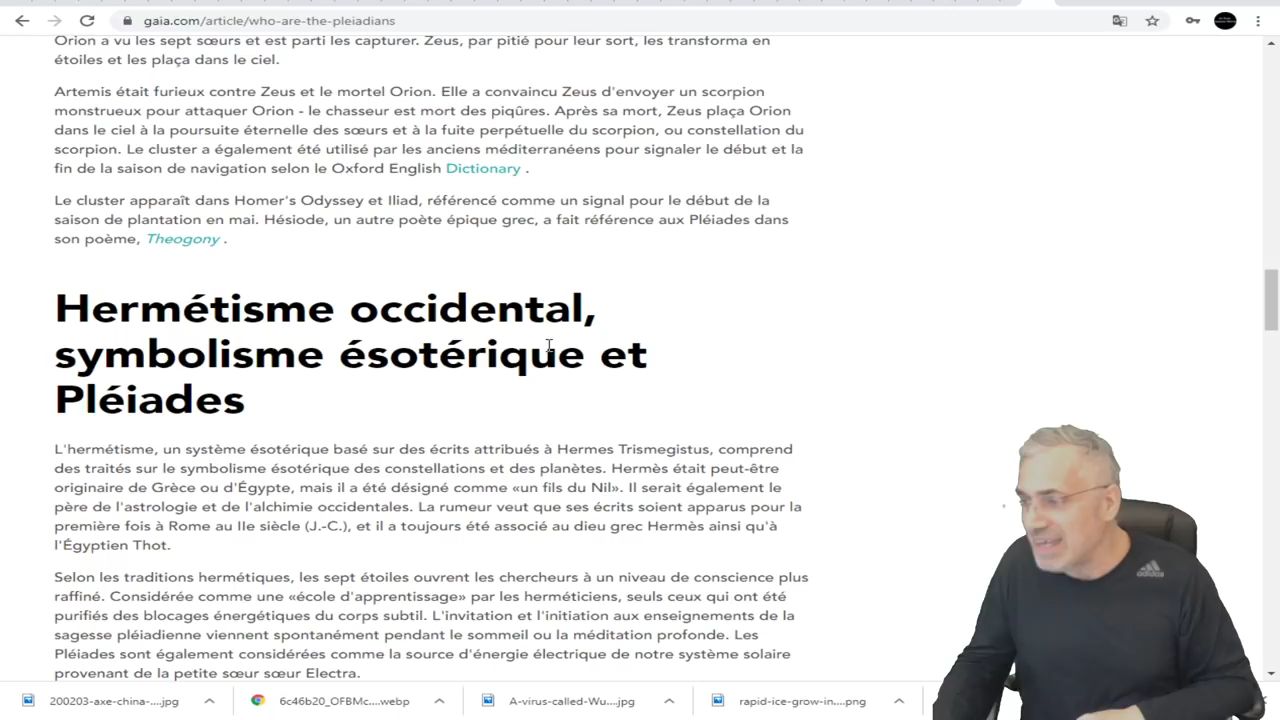 gaia.com/article/who-are-the-pleiadians
Orion a vu les sept sœurs et est parti les capturer. Zeus, par pitié pour leur sort, les transforma en
étoiles et les plaça dans le ciel.
Artemis était furieux contre Zeus et le mortel Orion. Elle a convaincu Zeus d'envoyer un scorpion
monstrueux pour attaquer Orion - le chasseur est mort des piqûres. Après sa mort, Zeus plaça Orion
dans le ciel à la poursuite éternelle des sœurs et à la fuite perpétuelle du scorpion, ou constellation du
scorpion. Le cluster a également été utilisé par les anciens méditerranéens pour signaler le début et la
fin de la saison de navigation selon le Oxford English Dictionary .
Le cluster apparaît dans Homer's Odyssey et Iliad, référencé comme un signal pour le début de la
saison de plantation en mai. Hésiode, un autre poète épique grec, a fait référence aux Pléiades dans
son poème, Theogony .
Hermétisme occidental,
symbolisme ésotérique et
Pléiades
L'hermétisme, un système ésotérique basé sur des écrits attribués à Hermes Trismegistus, comprend
des traités sur le symbolisme ésotérique des constellations et des planètes. Hermès était peut-être
originaire de Grèce ou d'Égypte, mais il a été désigné comme «un fils du Nil». Il serait également le
père de l'astrologie et de l'alchimie occidentales. La rumeur veut que ses écrits soient apparus pour la
première fois à Rome au IIe siècle (J.-C.), et il a toujours été associé au dieu grec Hermès ainsi qu'à
l'Égyptien Thot.
Selon les traditions hermétiques, les sept étoiles ouvrent les chercheurs à un niveau de conscience plus
raffiné. Considérée comme une «école d'apprentissage» par les herméticiens, seuls ceux qui ont été
purifiés des blocages énergétiques du corps subtil. L'invitation et l'initiation aux enseignements de la
sagesse pléiadienne viennent spontanément pendant le sommeil ou la méditation profonde. Les
Pléiades sont également considérées comme la source d'énergie électrique de notre système solaire
provenant de la petite sœur sœur Electra.
adidas
200203-axe-china-....jpg
6c46b20_OFBMc....webp
A-virus-called-Wu....jpg
rapid-ice-grow-in....png